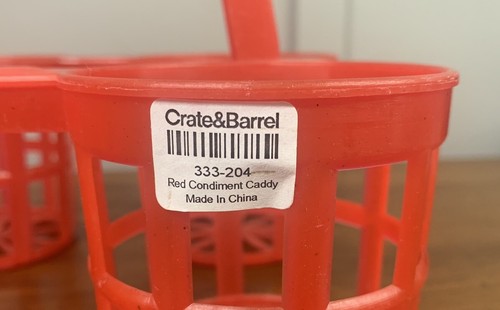 Crate&Barrel
333-204
Red Condiment Caddy
Made In China